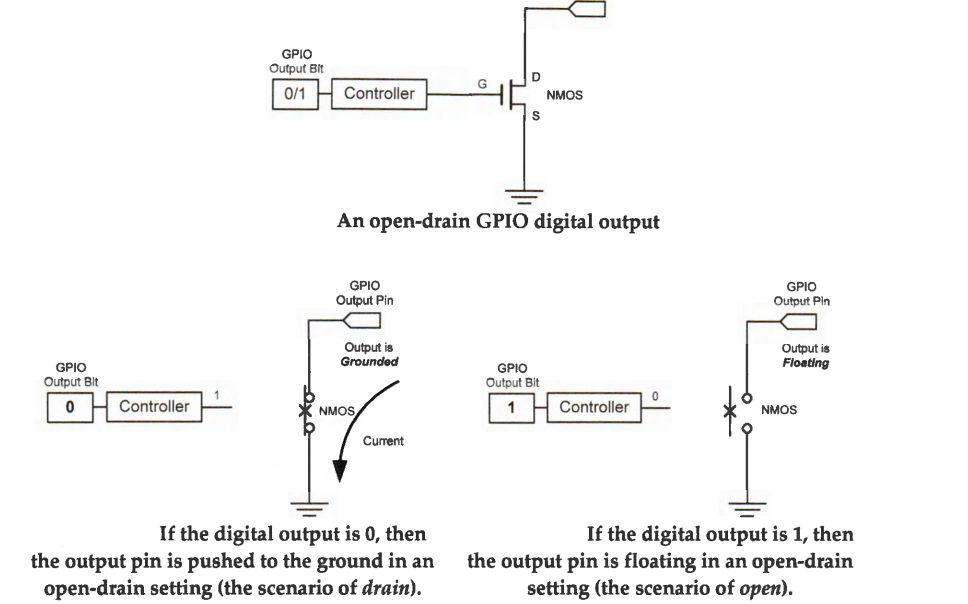 GPIO
Output Bit
0/1
Controller
G
D
NMOS
S
An open-drain GPIO digital output
GPIO
Output Pin
Output is
Grounded
GPIO
Output Bit
0
Controller
1
NMOS
Current
If the digital output is 0, then
the output pin is pushed to the ground in an
open-drain setting (the scenario of drain).
GPIO
Output Pin
Output is
Floating
GPIO
Output Bit
1
Controller
0
NMOS
If the digital output is 1, then
the output pin is floating in an open-drain
setting (the scenario of open).